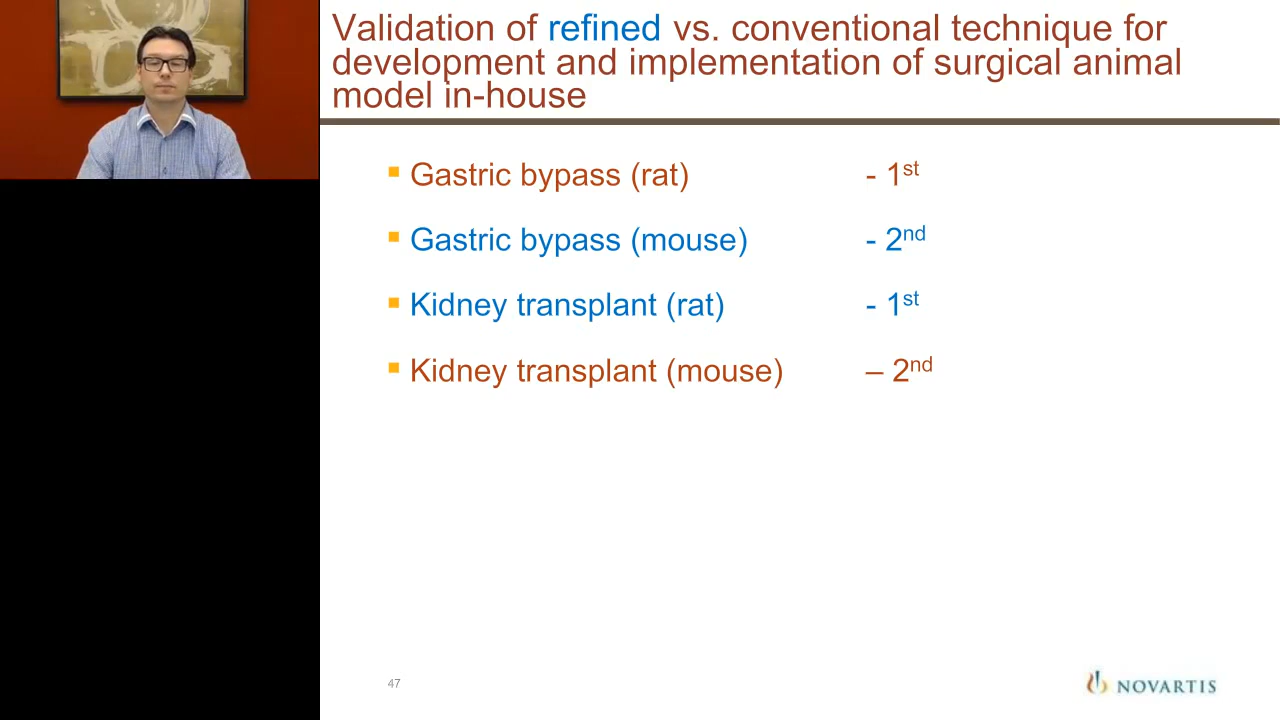 Validation of refined vs. conventional technique for
development and implementation of surgical animal
model in-house
Gastric bypass (rat) - 1st
Gastric bypass (mouse) - 2nd
Kidney transplant (rat) - 1st
Kidney transplant (mouse) – 2nd
47
NOVARTIS